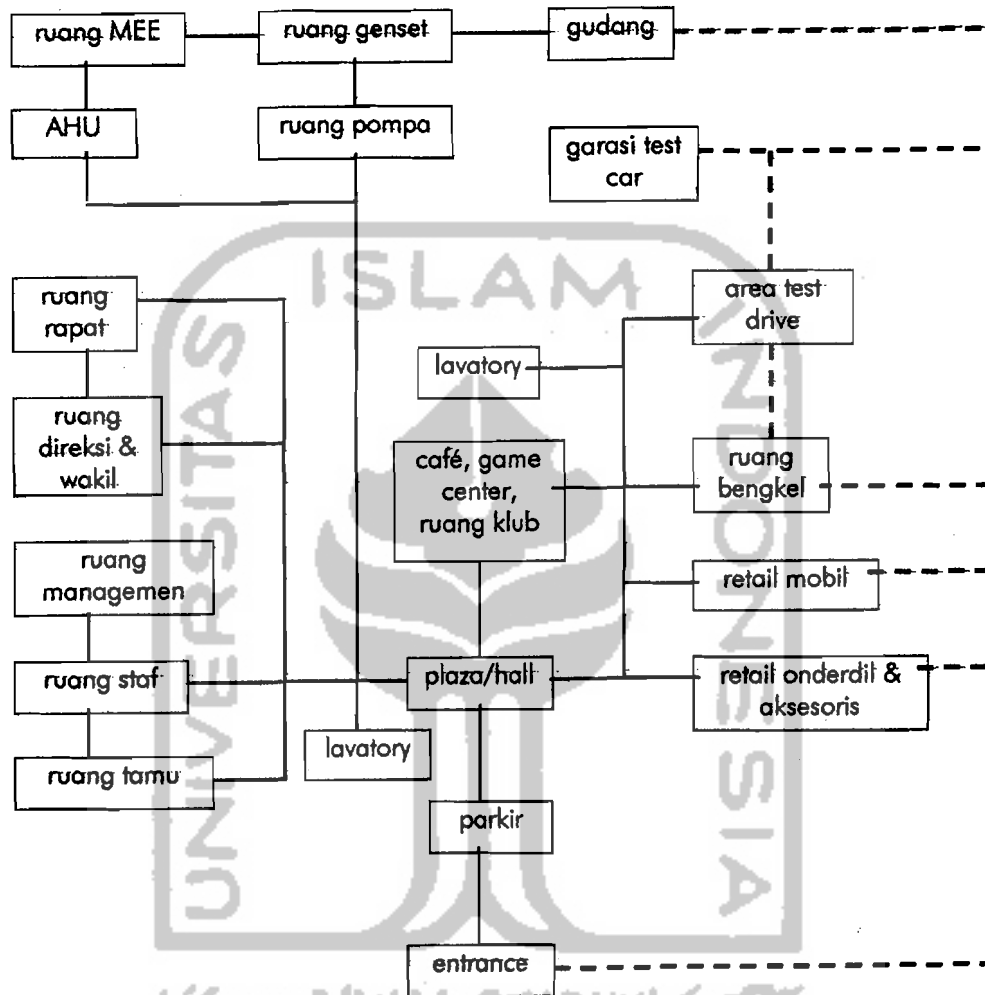 ruang MEE
ruang genset
gudang
AHU
ruang pompa
garasi test
car
ISLAM
UNIVERSITAS
INDONESIA
ruang
rapat
area test
drive
lavatory
ruang
direksi &
wakil
café, game
center,
ruang klub
ruang
bengkel
ruang
managemen
retail mobil
ruang staf
plaza/hall
retail onderdil &
aksesoris
lavatory
ruang tamu
parkir
entrance